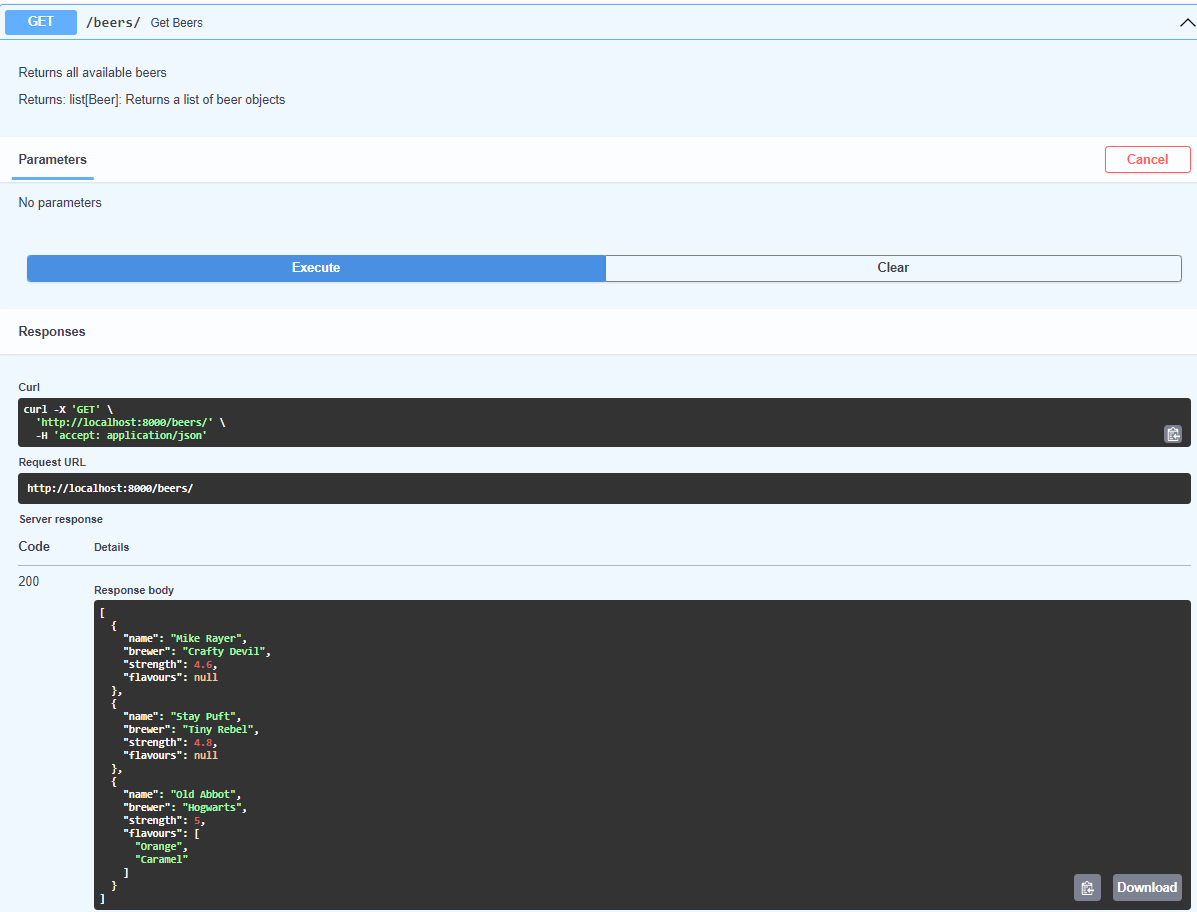 GET /beers/ Get Beers
Returns all available beers
Returns: list[Beer]: Returns a list of beer objects
Parameters
Cancel
No parameters
Execute
Clear
Responses
Curl
curl -X 'GET' \
  'http://localhost:8000/beers/' \
  -H 'accept: application/json'
Request URL
http://localhost:8000/beers/
Server response
Code Details
200
Response body
[
  {
    "name": "Mike Rayer",
    "brewer": "Crafty Devil",
    "strength": 4.6,
    "flavours": null
  },
  {
    "name": "Stay Puft",
    "brewer": "Tiny Rebel",
    "strength": 4.8,
    "flavours": null
  },
  {
    "name": "Old Abbot",
    "brewer": "Hogwarts",
    "strength": 5,
    "flavours": [
      "Orange",
      "Caramel"
    ]
  }
]
Download